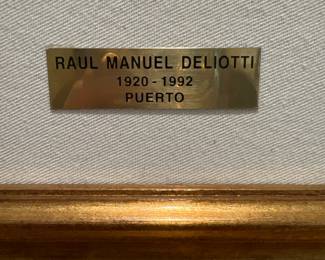 RAUL MANUEL DELIOTTI
1920 - 1992
PUERTO